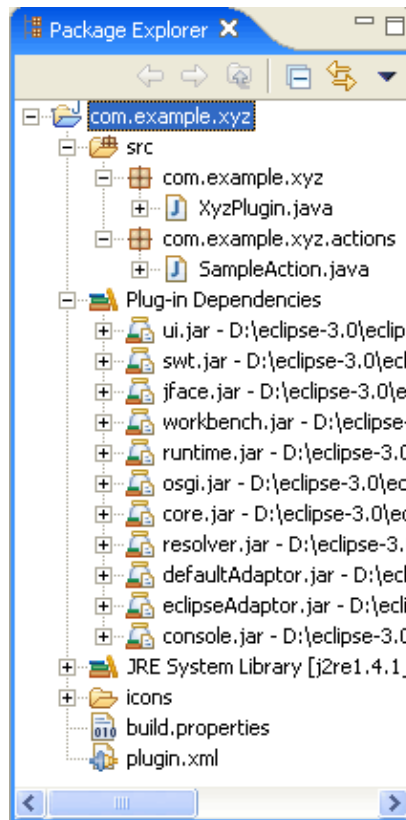 Package Explorer
com.example.xyz
src
com.example.xyz
XyzPlugin.java
com.example.xyz.actions
SampleAction.java
Plug-in Dependencies
ui.jar - D:\eclipse-3.0\eclip
swt.jar - D:\eclipse-3.0\ecl
jface.jar - D:\eclipse-3.0\e
workbench.jar - D:\eclipse-
runtime.jar - D:\eclipse-3.0
osgi.jar - D:\eclipse-3.0\ec
core.jar - D:\eclipse-3.0\ec
resolver.jar - D:\eclipse-3.
defaultAdaptor.jar - D:\ecl
eclipseAdaptor.jar - D:\ecli
console.jar - D:\eclipse-3.0
JRE System Library [j2re1.4.1_
icons
build.properties
plugin.xml